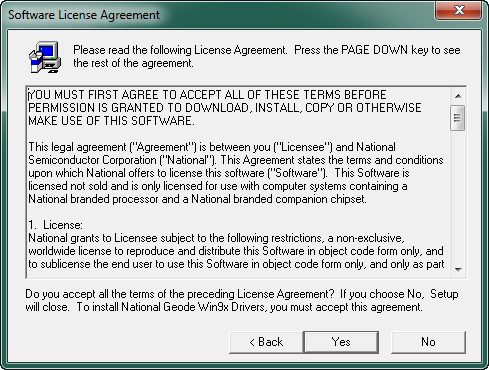 Software License Agreement
Please read the following License Agreement.  Press the PAGE DOWN key to see
the rest of the agreement.
YOU MUST FIRST AGREE TO ACCEPT ALL OF THESE TERMS BEFORE
PERMISSION IS GRANTED TO DOWNLOAD, INSTALL, COPY OR OTHERWISE
MAKE USE OF THIS SOFTWARE.
This legal agreement ("Agreement") is between you ("Licensee") and National
Semiconductor Corporation ("National"). This Agreement states the terms and conditions
upon which National offers to license this software ("Software").  This Software is
licensed not sold and is only licensed for use with computer systems containing a
National branded processor and a National branded companion chipset.
1.  License:
National grants to Licensee subject to the following restrictions, a non-exclusive,
worldwide license to reproduce and distribute this Software in object code form only, and
to sublicense the end user to use this Software in object code form only, and only as part
Do you accept all the terms of the preceding License Agreement?  If you choose No,  Setup
will close.  To install National Geode Win9x Drivers, you must accept this agreement.
< Back
Yes
No